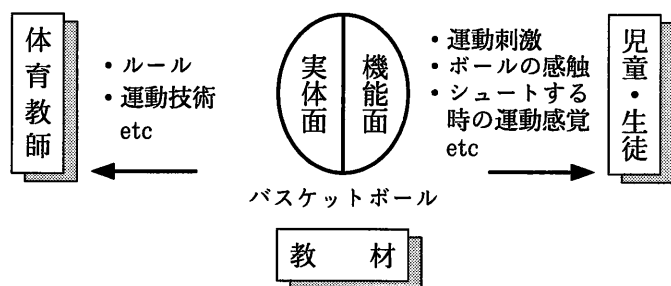 体育教師
・ルール
・運動技術
etc
実体面
機能面
・運動刺激
・ボールの感触
・シュートする
時の運動感覚
etc
児童・生徒
バスケットボール
教 材